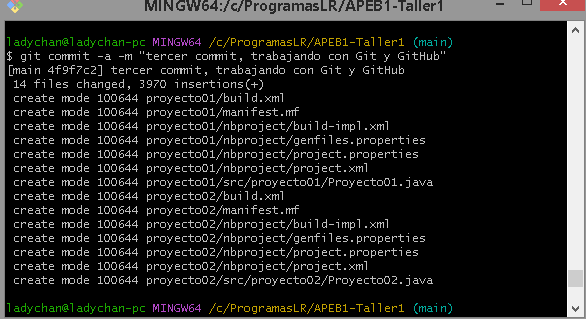 MINGW64:/c/ProgramasLR/APEB1-Taller1
ladychan@ladychan-pc MINGW64 /c/ProgramasLR/APEB1-Taller1 (main)
$ git commit -a -m "tercer commit, trabajando con Git y GitHub"
[main 4f9f7c2] tercer commit, trabajando con Git y GitHub
 14 files changed, 3970 insertions(+)
 create mode 100644 proyecto01/build.xml
 create mode 100644 proyecto01/manifest.mf
 create mode 100644 proyecto01/nbproject/build-impl.xml
 create mode 100644 proyecto01/nbproject/genfiles.properties
 create mode 100644 proyecto01/nbproject/project.properties
 create mode 100644 proyecto01/nbproject/project.xml
 create mode 100644 proyecto01/src/proyecto01/Proyecto01.java
 create mode 100644 proyecto02/build.xml
 create mode 100644 proyecto02/manifest.mf
 create mode 100644 proyecto02/nbproject/build-impl.xml
 create mode 100644 proyecto02/nbproject/genfiles.properties
 create mode 100644 proyecto02/nbproject/project.properties
 create mode 100644 proyecto02/nbproject/project.xml
 create mode 100644 proyecto02/src/proyecto02/Proyecto02.java
ladychan@ladychan-pc MINGW64 /c/ProgramasLR/APEB1-Taller1 (main)